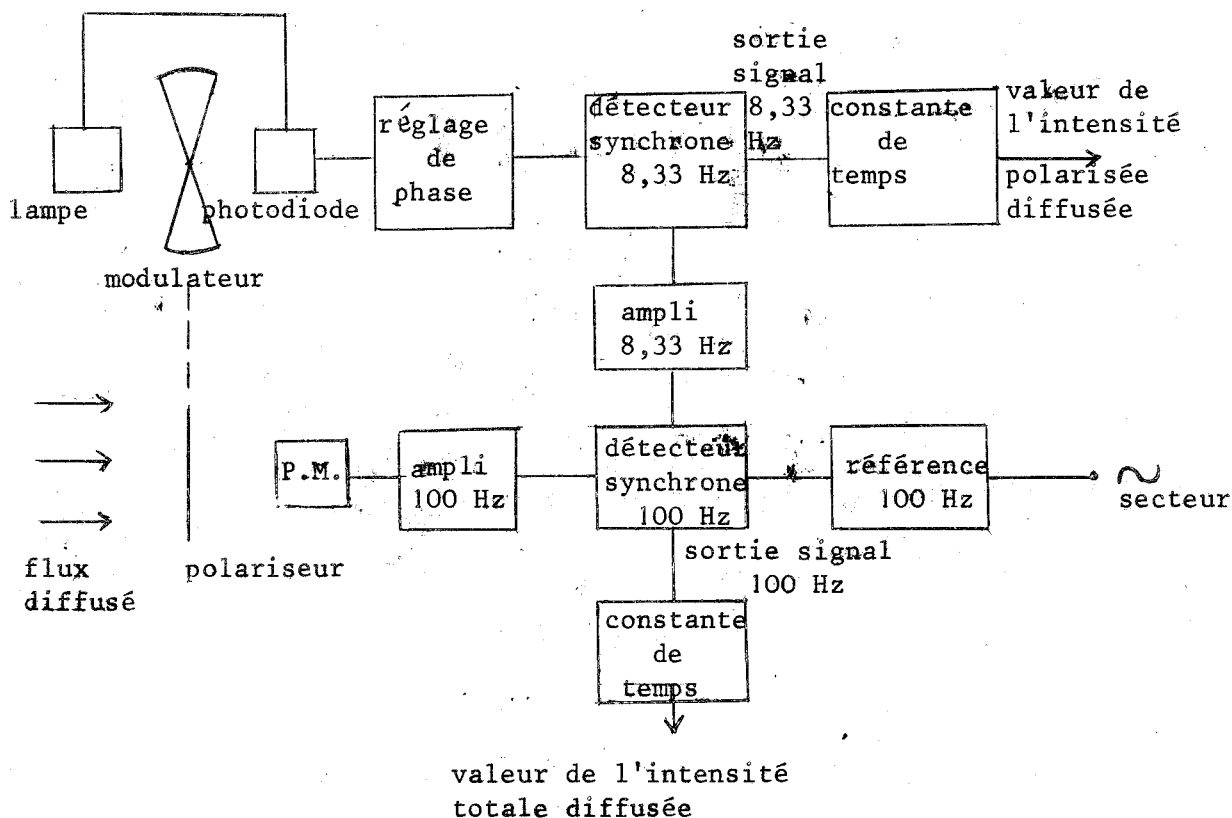 sortie
signal
8,33
Hz
lampe
modulateur
photodiode
réglage
de
phase
détecteur
synchrone
8,33 Hz
constante
de
temps
valeur de
l'intensité
polarisée
diffusée
ampli
8,33 Hz
flux
diffusé
polariseur
P.M.
ampli
100 Hz
détecteur
synchrone
100 Hz
référence
100 Hz
secteur
sortie signal
100 Hz
constante
de
temps
valeur de l'intensité
totale diffusée